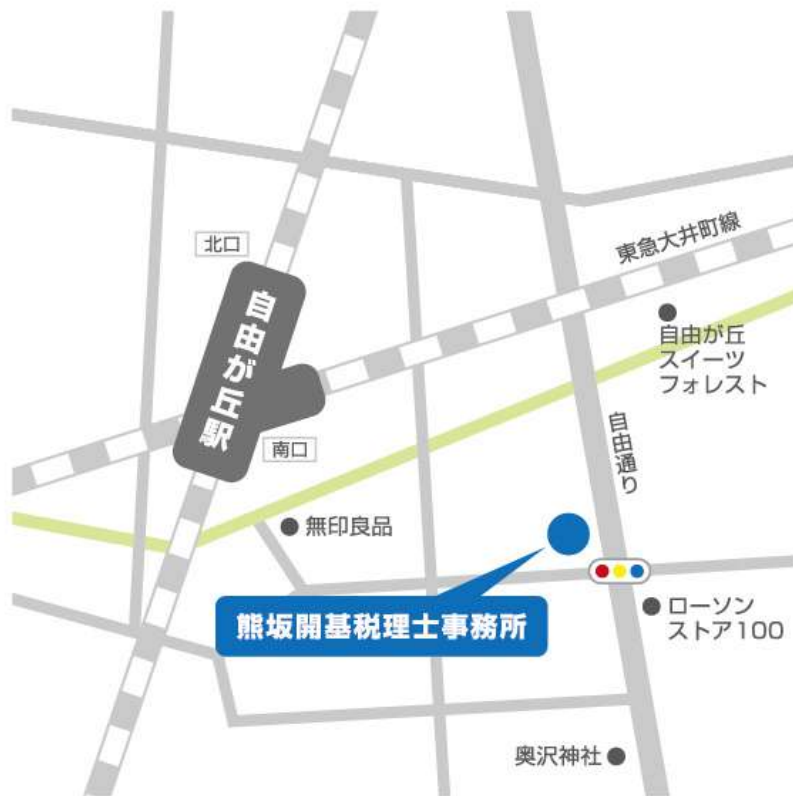 北口
東急大井町線
自由が丘駅
自由が丘
スイーツ
フォレスト
南口
自由通り
無印良品
熊坂開基税理士事務所
ローソン
ストア100
奥沢神社